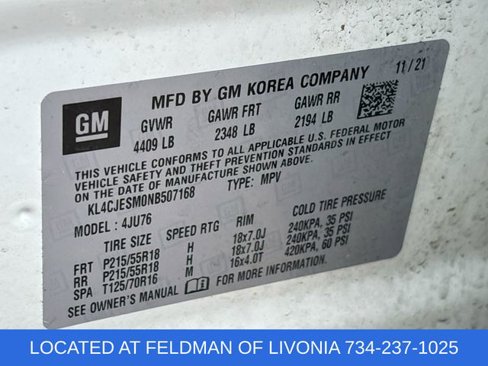 GM
MFD BY GM KOREA COMPANY
11/21
GVWR GAWR FRT GAWR RR
4409 LB 2348 LB 2194 LB
THIS VEHICLE CONFORMS TO ALL APPLICABLE U.S. FEDERAL MOTOR
VEHICLE SAFETY, BUMPER, AND THEFT PREVENTION STANDARDS IN
EFFECT ON THE DATE OF MANUFACTURE SHOWN ABOVE.
KL4CJESM0NB507168 TYPE: MPV
MODEL : 4JU76
TIRE SIZE SPEED RTG RIM COLD TIRE PRESSURE
FRT P215/55R18 H 18x7.0J 240KPA, 35 PSI
RR P215/55R18 H 18x7.0J 240KPA, 35 PSI
SPA T125/70R16 M 16x4.0T 420KPA, 60 PSI
SEE OWNER'S MANUAL FOR MORE INFORMATION.
LOCATED AT FELDMAN OF LIVONIA 734-237-1025